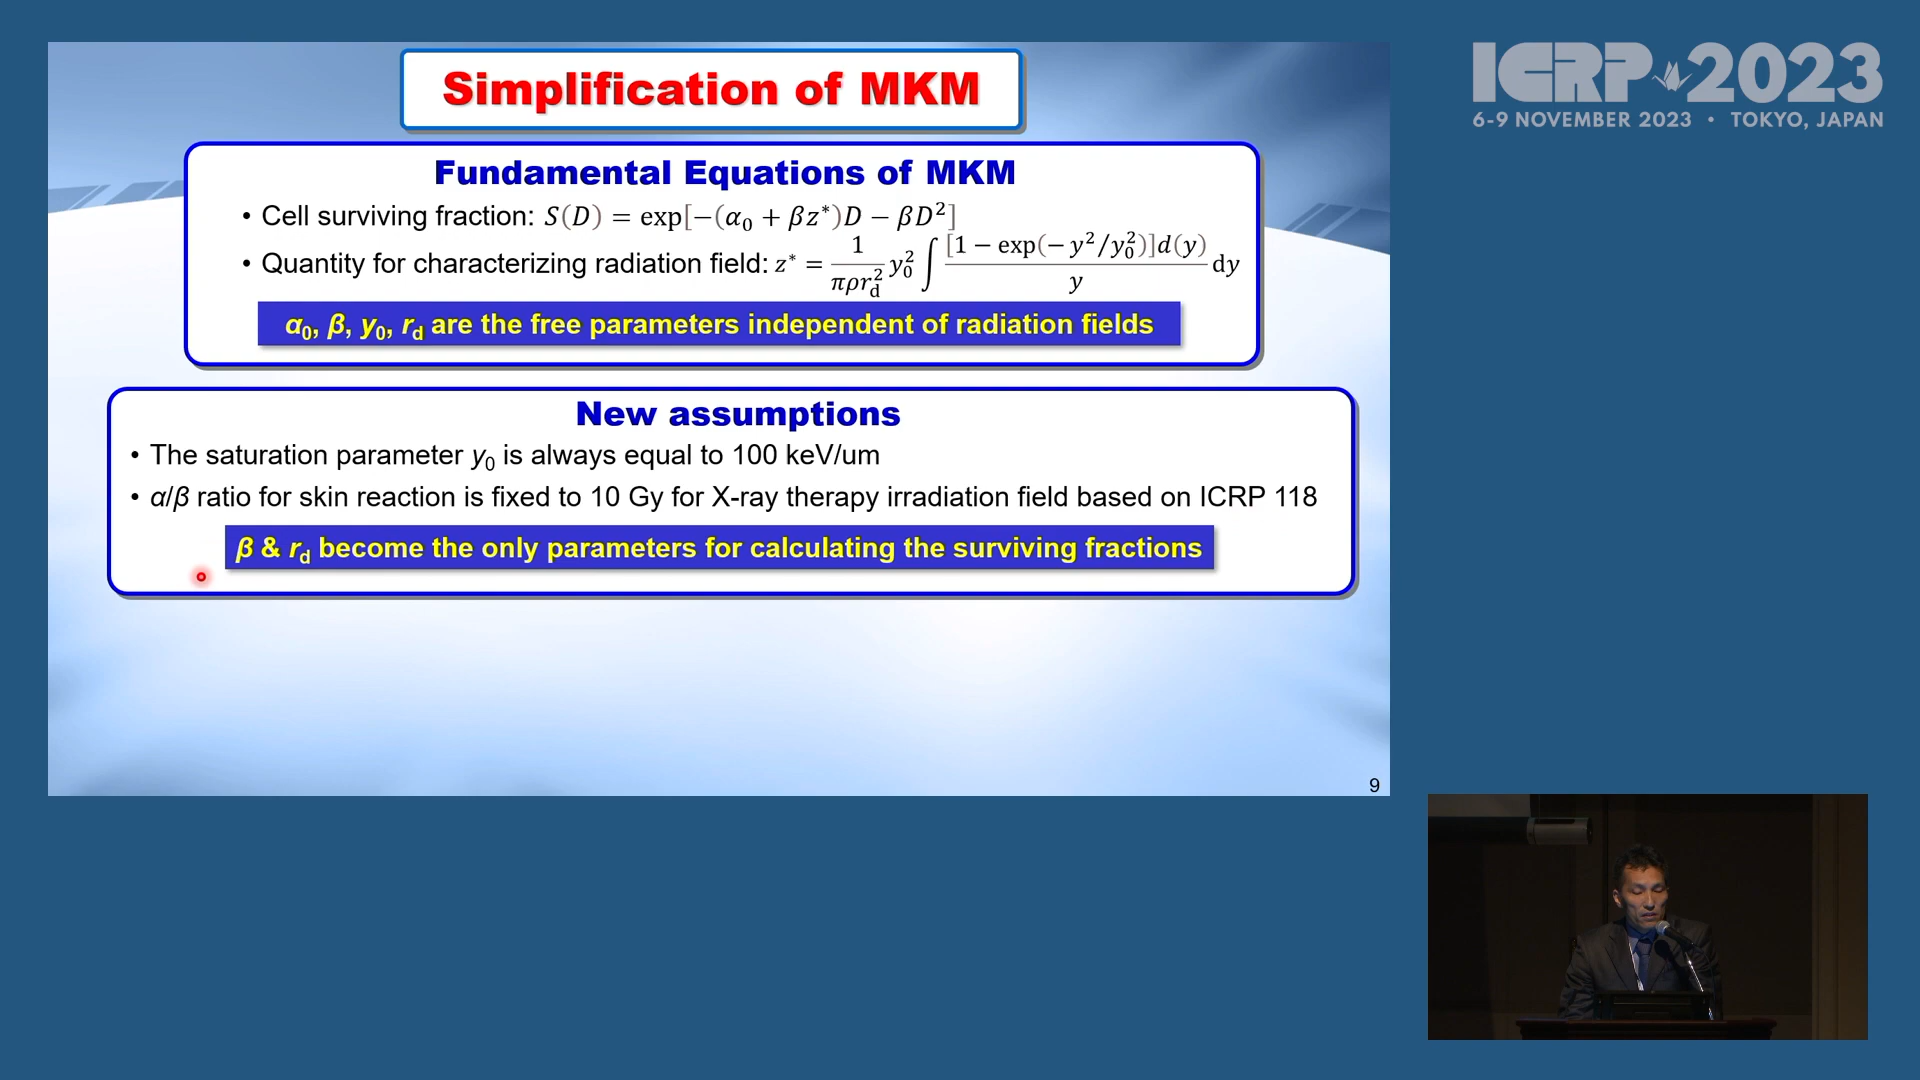 Simplification of MKM
Fundamental Equations of MKM
• Cell surviving fraction: S(D) = exp[−(α₀ + βz*)D − βD²]
• Quantity for characterizing radiation field: z* = 1/(πρr_d²) y₀² ∫ [1 − exp(−y²/y₀²)]d(y)/y dy
α₀, β, y₀, r_d are the free parameters independent of radiation fields
New assumptions
• The saturation parameter y₀ is always equal to 100 keV/um
• α/β ratio for skin reaction is fixed to 10 Gy for X-ray therapy irradiation field based on ICRP 118
β & r_d become the only parameters for calculating the surviving fractions
9
ICRP 2023
6-9 NOVEMBER 2023 • TOKYO, JAPAN